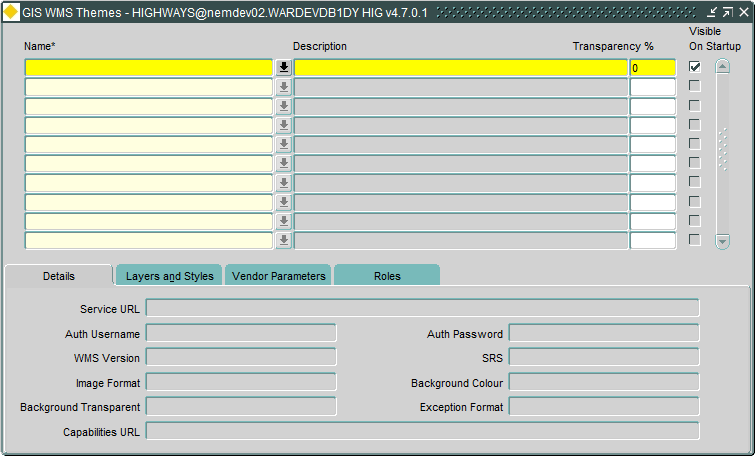 GIS WMS Themes - HIGHWAYS@nemdev02.WARDEVDB1DY HIG v4.7.0.1
Visible
Name* Description Transparency % On Startup
0
Details Layers and Styles Vendor Parameters Roles
Service URL
Auth Username Auth Password
WMS Version SRS
Image Format Background Colour
Background Transparent Exception Format
Capabilities URL